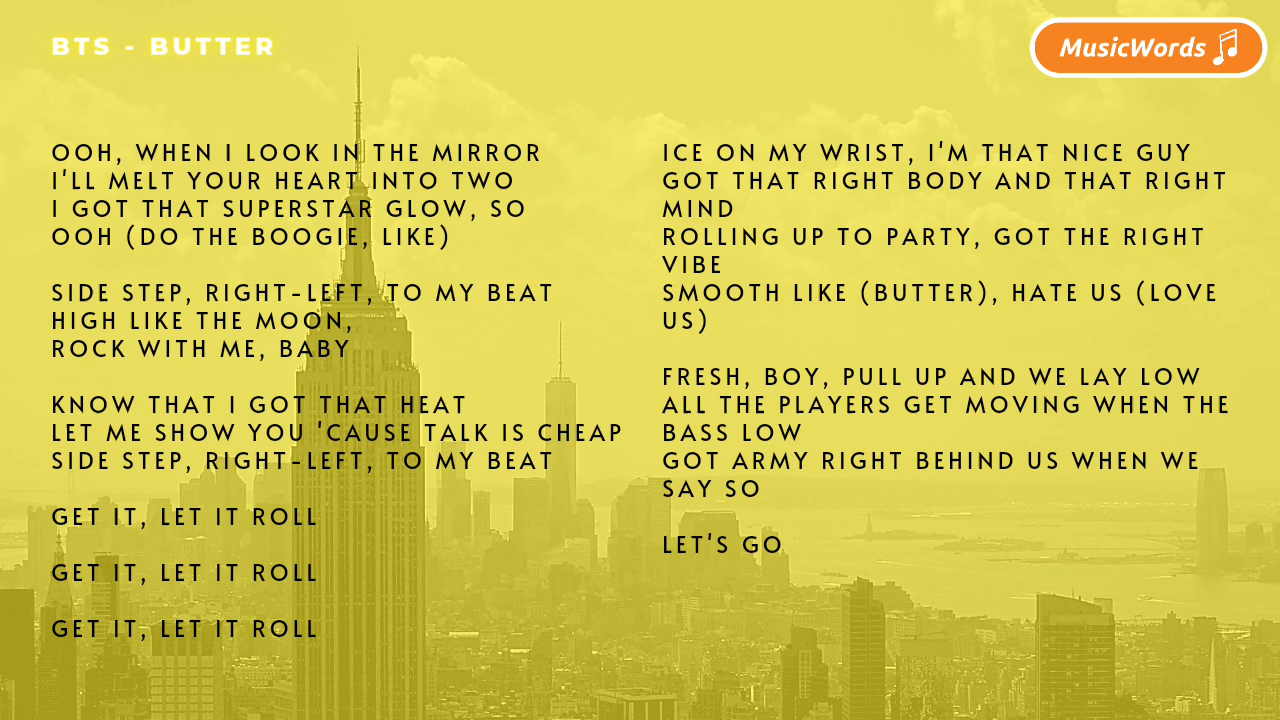 BTS - BUTTER
MusicWords
OOH, WHEN I LOOK IN THE MIRROR
I'LL MELT YOUR HEART INTO TWO
I GOT THAT SUPERSTAR GLOW, SO
OOH (DO THE BOOGIE, LIKE)
SIDE STEP, RIGHT-LEFT, TO MY BEAT
HIGH LIKE THE MOON,
ROCK WITH ME, BABY
KNOW THAT I GOT THAT HEAT
LET ME SHOW YOU 'CAUSE TALK IS CHEAP
SIDE STEP, RIGHT-LEFT, TO MY BEAT
GET IT, LET IT ROLL
GET IT, LET IT ROLL
GET IT, LET IT ROLL
ICE ON MY WRIST, I'M THAT NICE GUY
GOT THAT RIGHT BODY AND THAT RIGHT
MIND
ROLLING UP TO PARTY, GOT THE RIGHT
VIBE
SMOOTH LIKE (BUTTER), HATE US (LOVE
US)
FRESH, BOY, PULL UP AND WE LAY LOW
ALL THE PLAYERS GET MOVING WHEN THE
BASS LOW
GOT ARMY RIGHT BEHIND US WHEN WE
SAY SO
LET'S GO